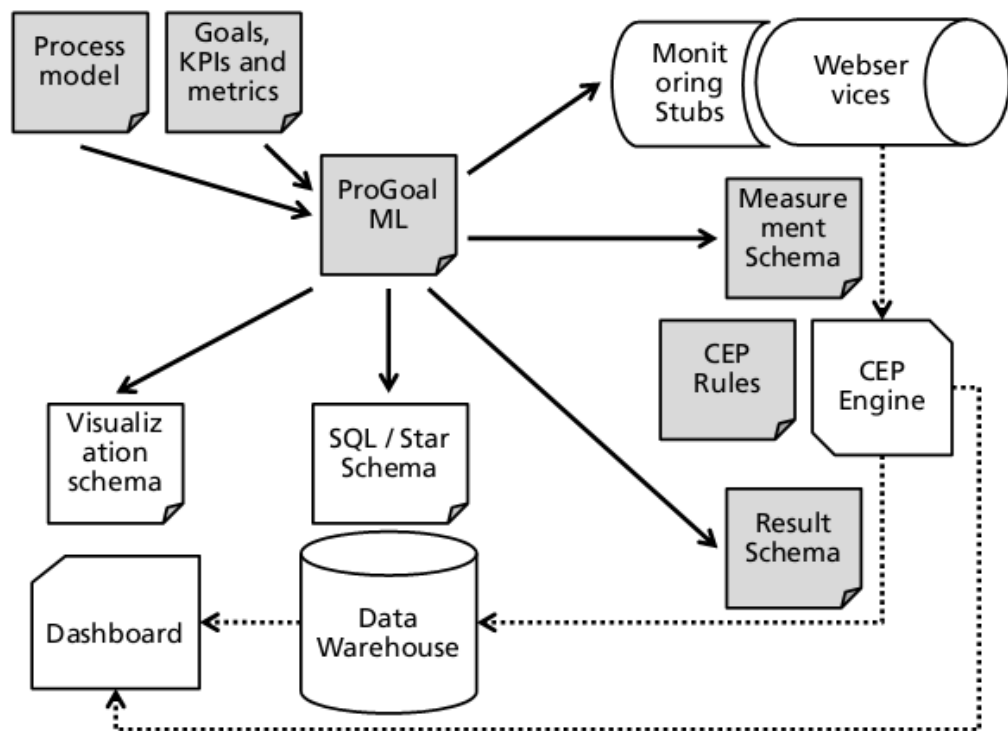 Process
model
Goals,
KPIs and
metrics
Monit
oring
Stubs
Webser
vices
ProGoal
ML
Measure
ment
Schema
CEP
Rules
CEP
Engine
Visualiz
ation
schema
SQL / Star
Schema
Result
Schema
Dashboard
Data
Warehouse